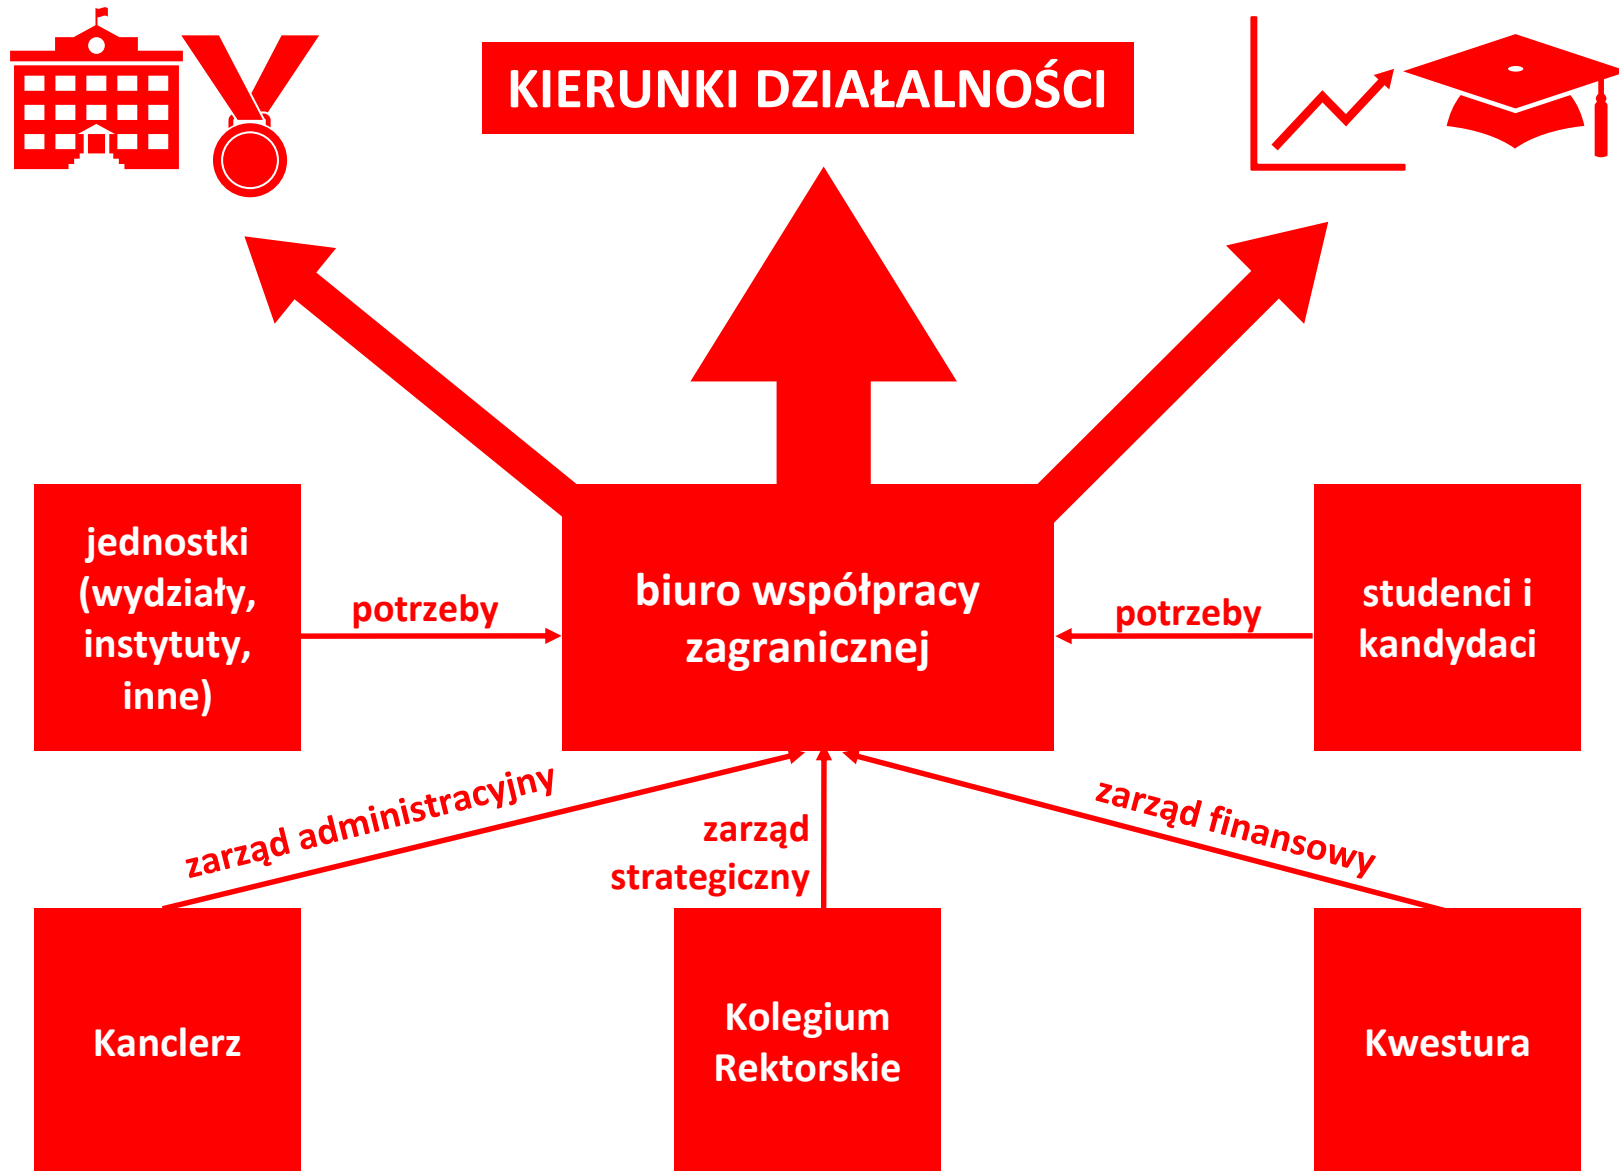 KIERUNKI DZIAŁALNOŚCI
jednostki
(wydziały,
instytuty,
inne)
potrzeby
biuro współpracy
zagranicznej
potrzeby
studenci i
kandydaci
zarząd administracyjny
zarząd
strategiczny
zarząd finansowy
Kanclerz
Kolegium
Rektorskie
Kwestura